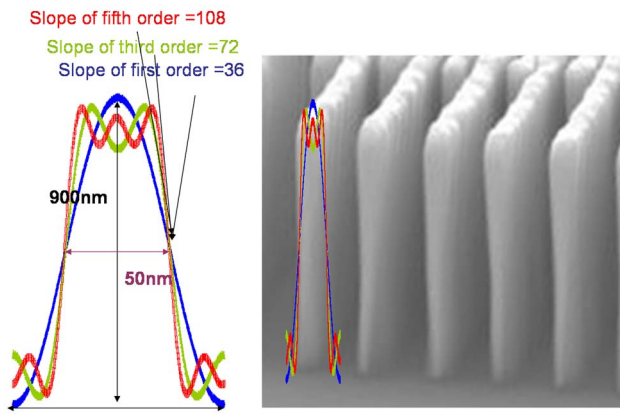 Slope of fifth order =108
Slope of third order =72
Slope of first order =36
900nm
50nm